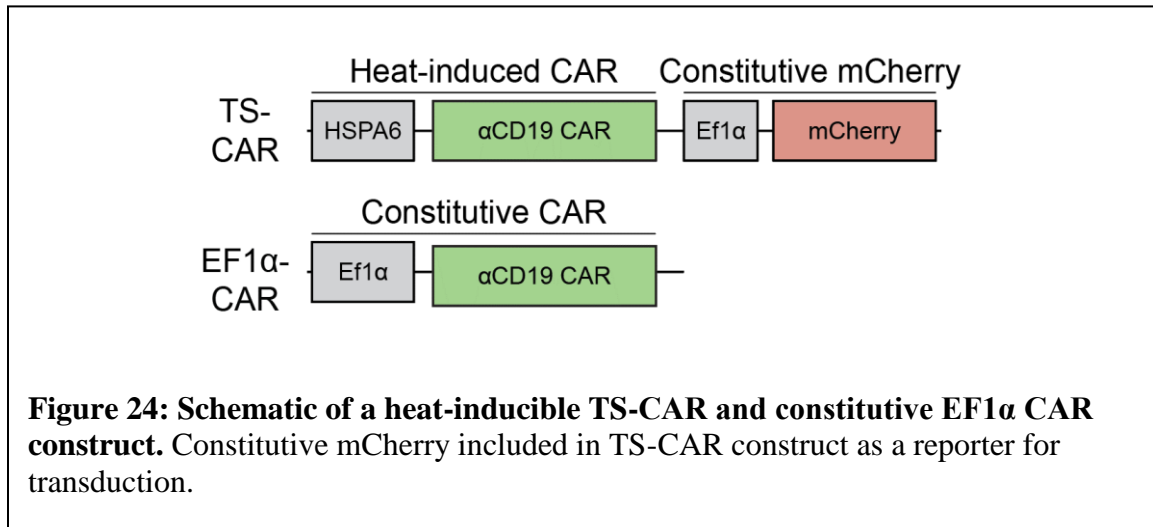 Heat-induced CAR Constitutive mCherry
TS-
CAR
HSPA6 αCD19 CAR Ef1α mCherry
Constitutive CAR
EF1α-
CAR
Ef1α αCD19 CAR
Figure 24: Schematic of a heat-inducible TS-CAR and constitutive EF1α CAR
construct. Constitutive mCherry included in TS-CAR construct as a reporter for
transduction.